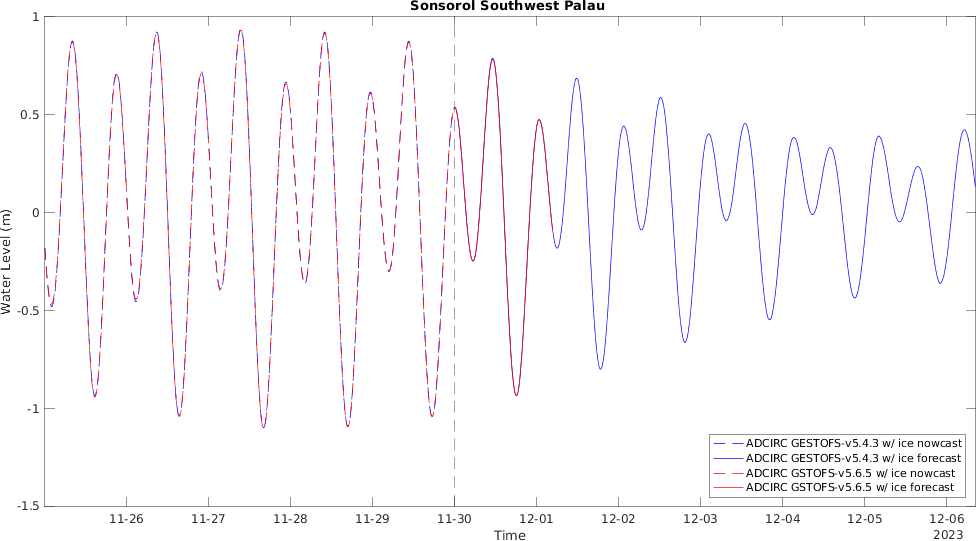 Sonsorol Southwest Palau
Water Level (m)
1
0.5
0
-0.5
-1
-1.5
ADCIRC GESTOFS-v5.4.3 w/ ice nowcast
ADCIRC GESTOFS-v5.4.3 w/ ice forecast
ADCIRC GSTOFS-v5.6.5 w/ ice nowcast
ADCIRC GSTOFS-v5.6.5 w/ ice forecast
11-26 11-27 11-28 11-29 11-30 12-01 12-02 12-03 12-04 12-05 12-06
Time
2023